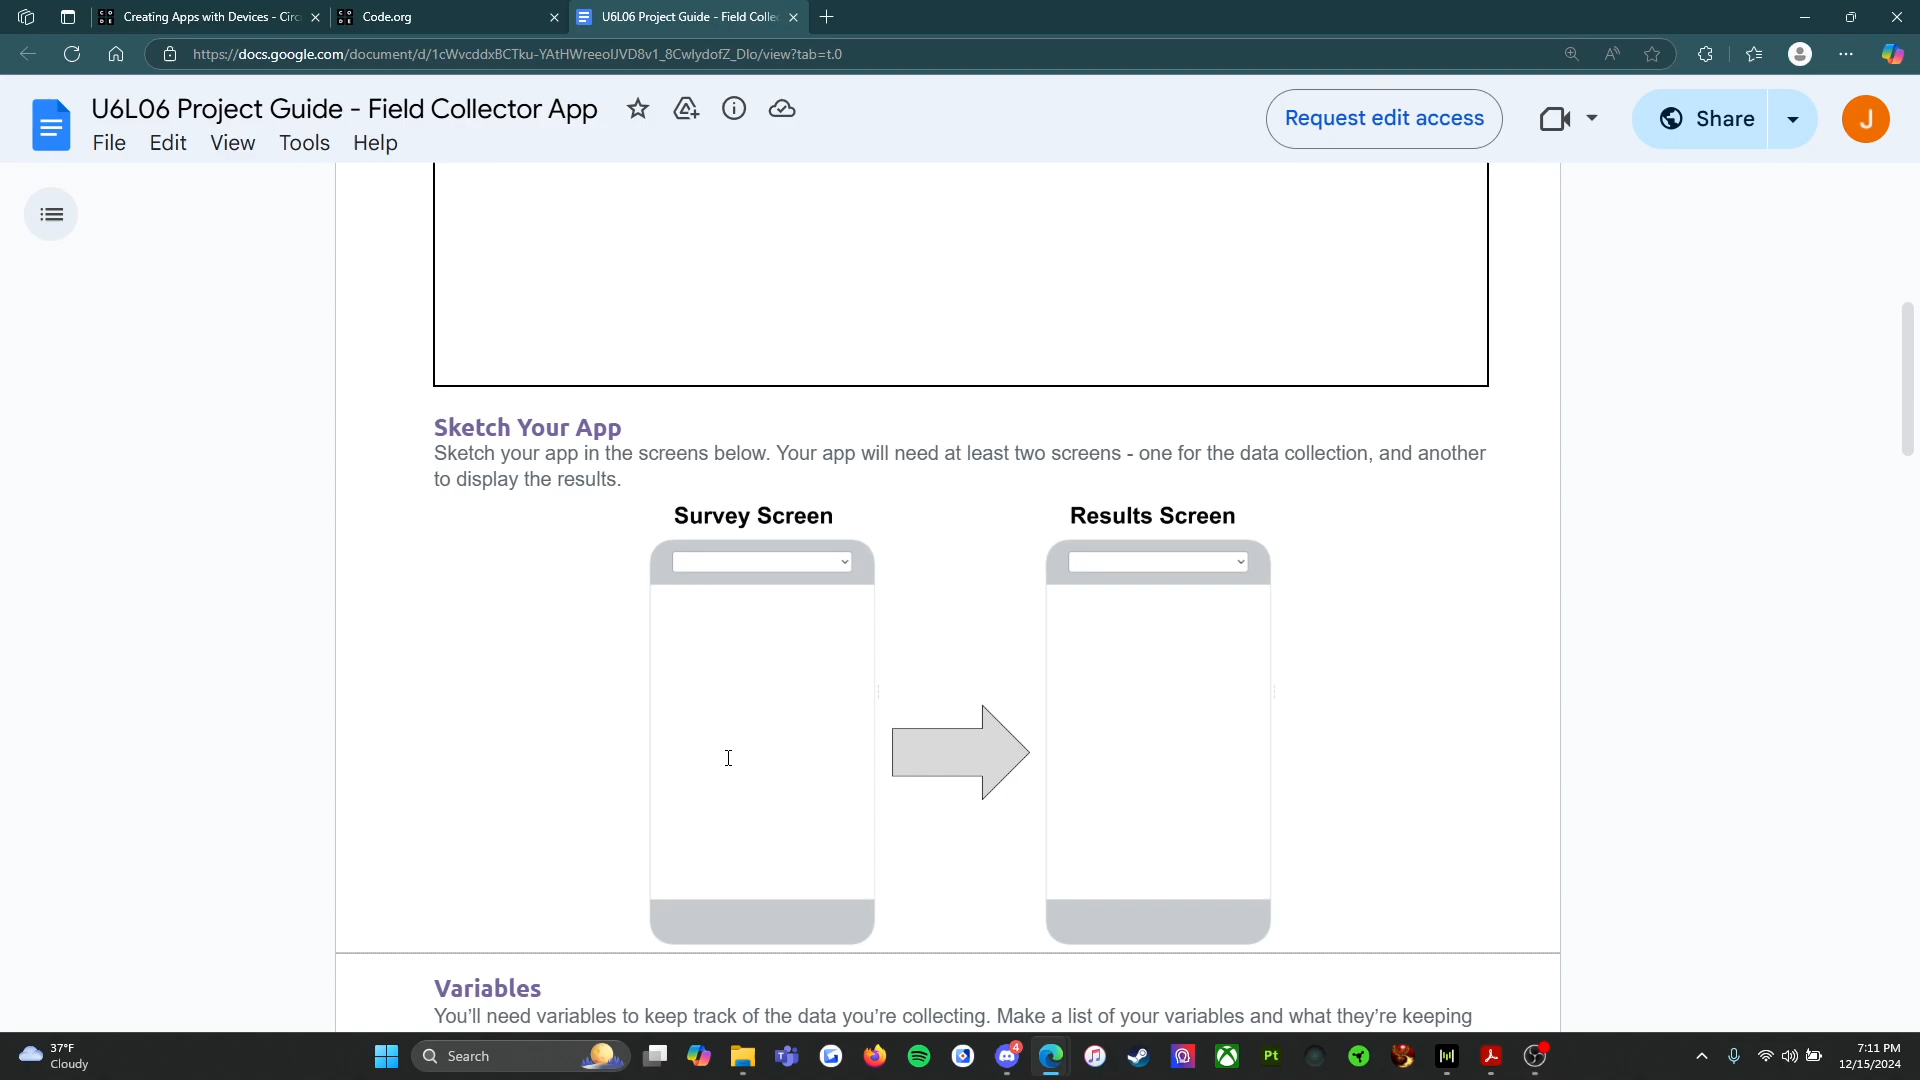 Creating Apps with Devices - Circ
Code.org
U6L06 Project Guide - Field Collec
https://docs.google.com/document/d/1cWvcddxBCTku-YAtHWreeoIJVD8v1_8CwlydofZ_DIo/view?tab=t.0
U6L06 Project Guide - Field Collector App
File Edit View Tools Help
Request edit access
Share
J
Sketch Your App
Sketch your app in the screens below. Your app will need at least two screens - one for the data collection, and another
to display the results.
Survey Screen
Results Screen
Variables
You'll need variables to keep track of the data you're collecting. Make a list of your variables and what they're keeping
37°F
Cloudy
Search
4
Pt
7:11 PM
12/15/2024